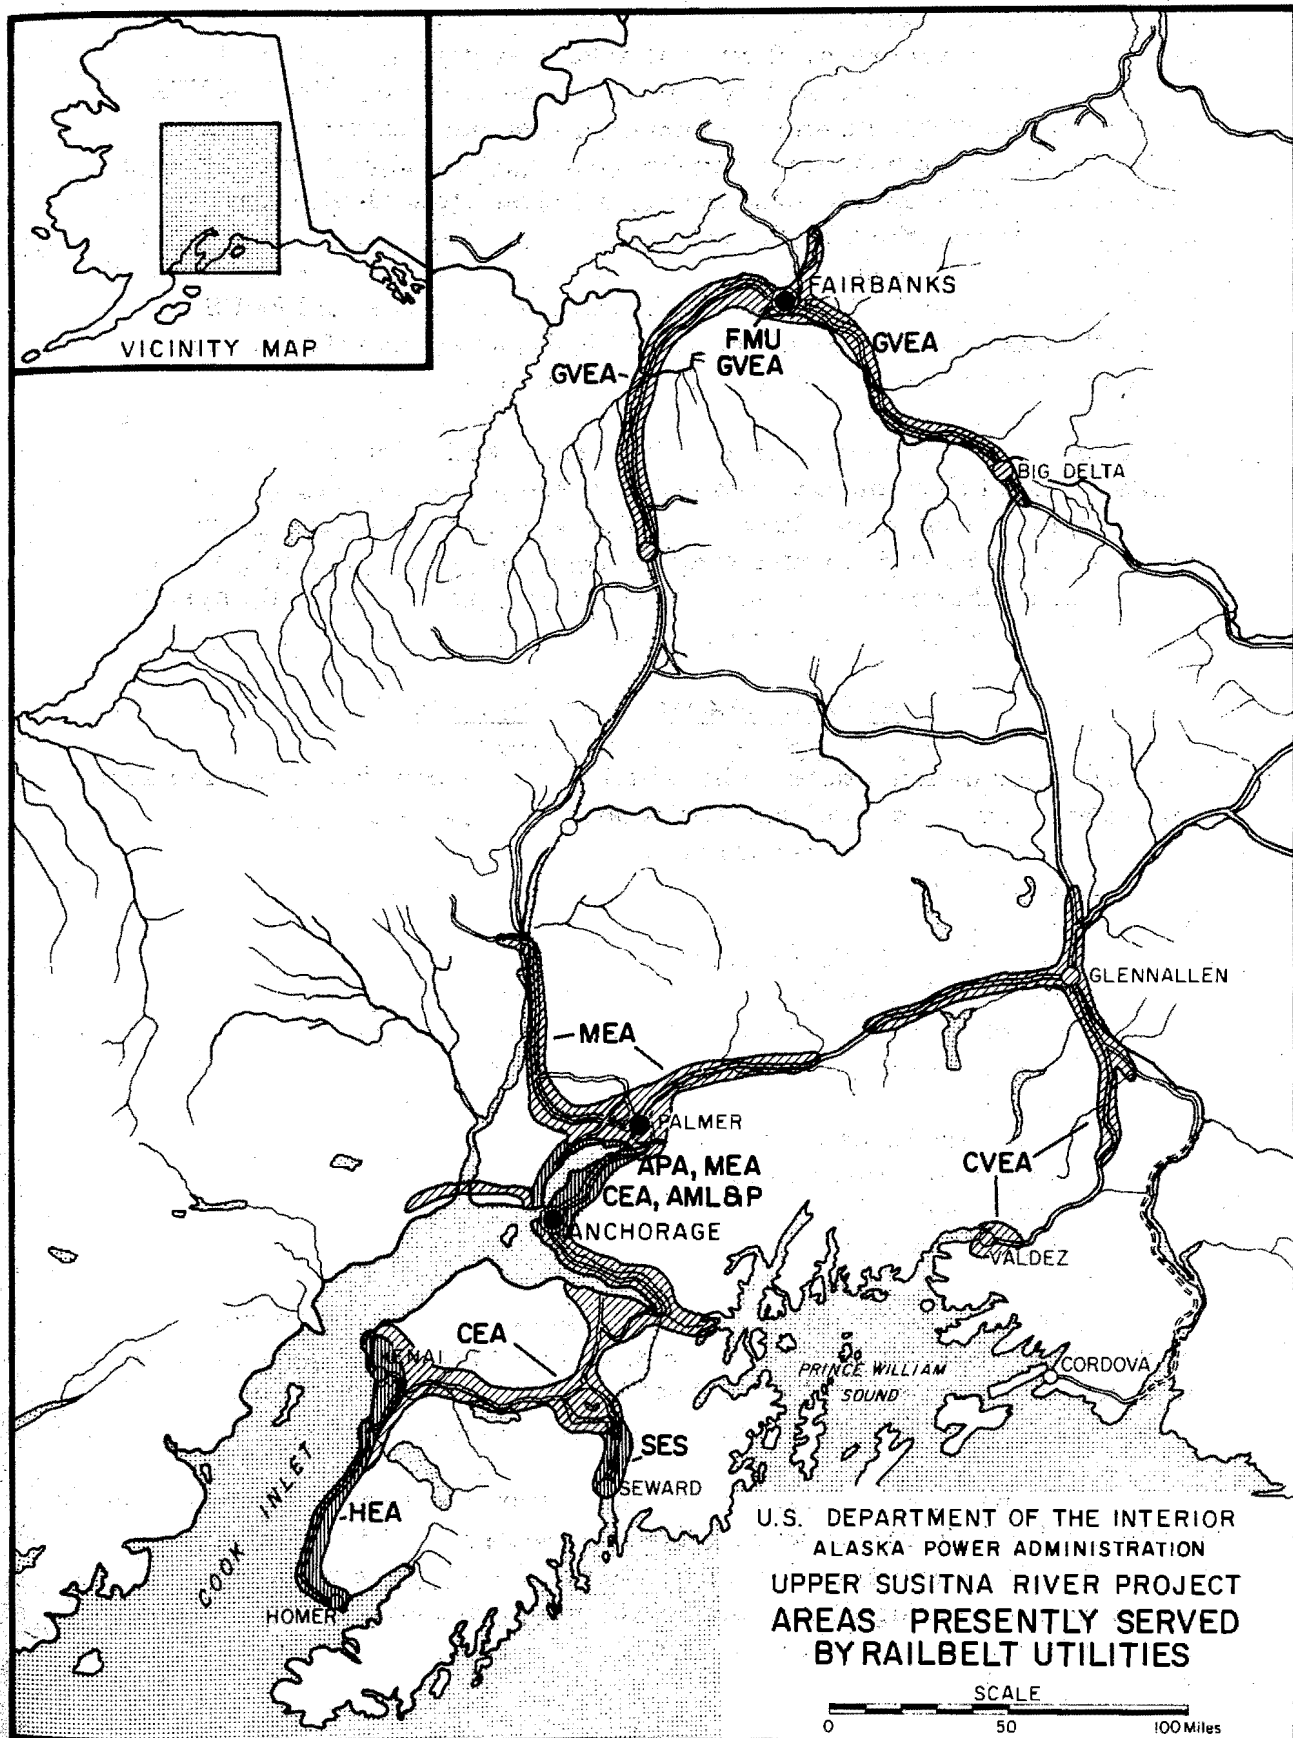 VICINITY MAP
FAIRBANKS
FMU
GVEA
GVEA
GVEA
BIG DELTA
GLENNALLEN
MEA
PALMER
APA, MEA
CEA, AML&P
ANCHORAGE
CVEA
VALDEZ
CEA
KENAI
PRINCE WILLIAM
SOUND
CORDOVA
SES
SEWARD
HEA
COOK INLET
HOMER
U.S. DEPARTMENT OF THE INTERIOR
ALASKA POWER ADMINISTRATION
UPPER SUSITNA RIVER PROJECT
AREAS PRESENTLY SERVED
BY RAILBELT UTILITIES
SCALE
0 50 100 Miles